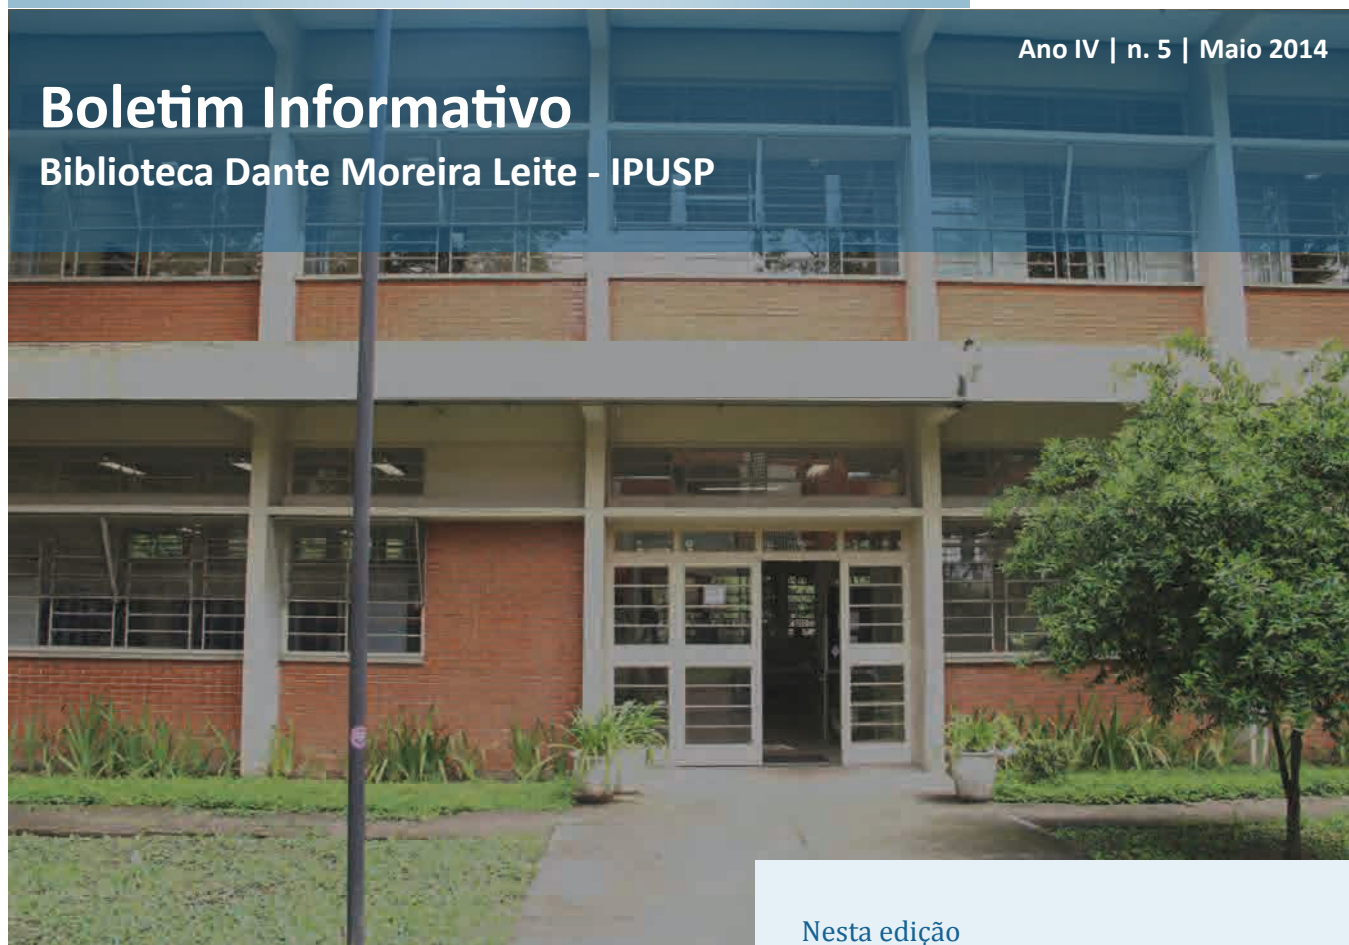 Ano IV | n. 5 | Maio 2014
Boletim Informativo
Biblioteca Dante Moreira Leite - IPUSP
Nesta edição